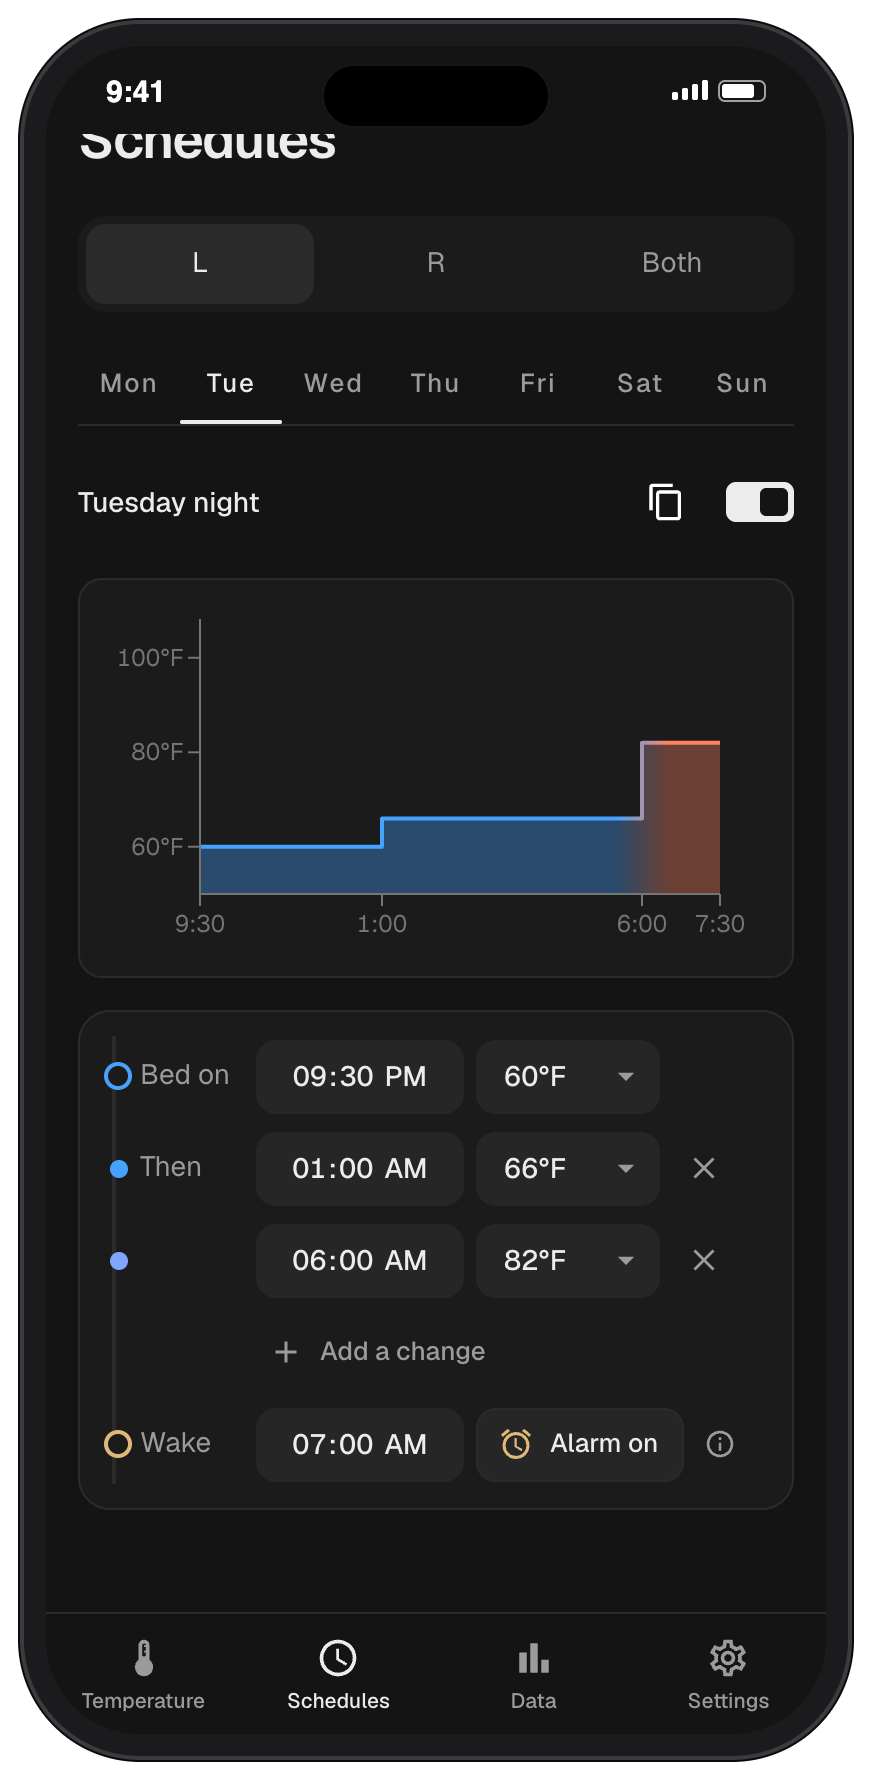 9:41
Schedules
L R Both
Mon Tue Wed Thu Fri Sat Sun
Tuesday night
100°F
80°F
60°F
9:30 1:00 6:00 7:30
Bed on 09:30 PM 60°F
Then 01:00 AM 66°F
06:00 AM 82°F
Add a change
Wake 07:00 AM Alarm on
Temperature Schedules Data Settings